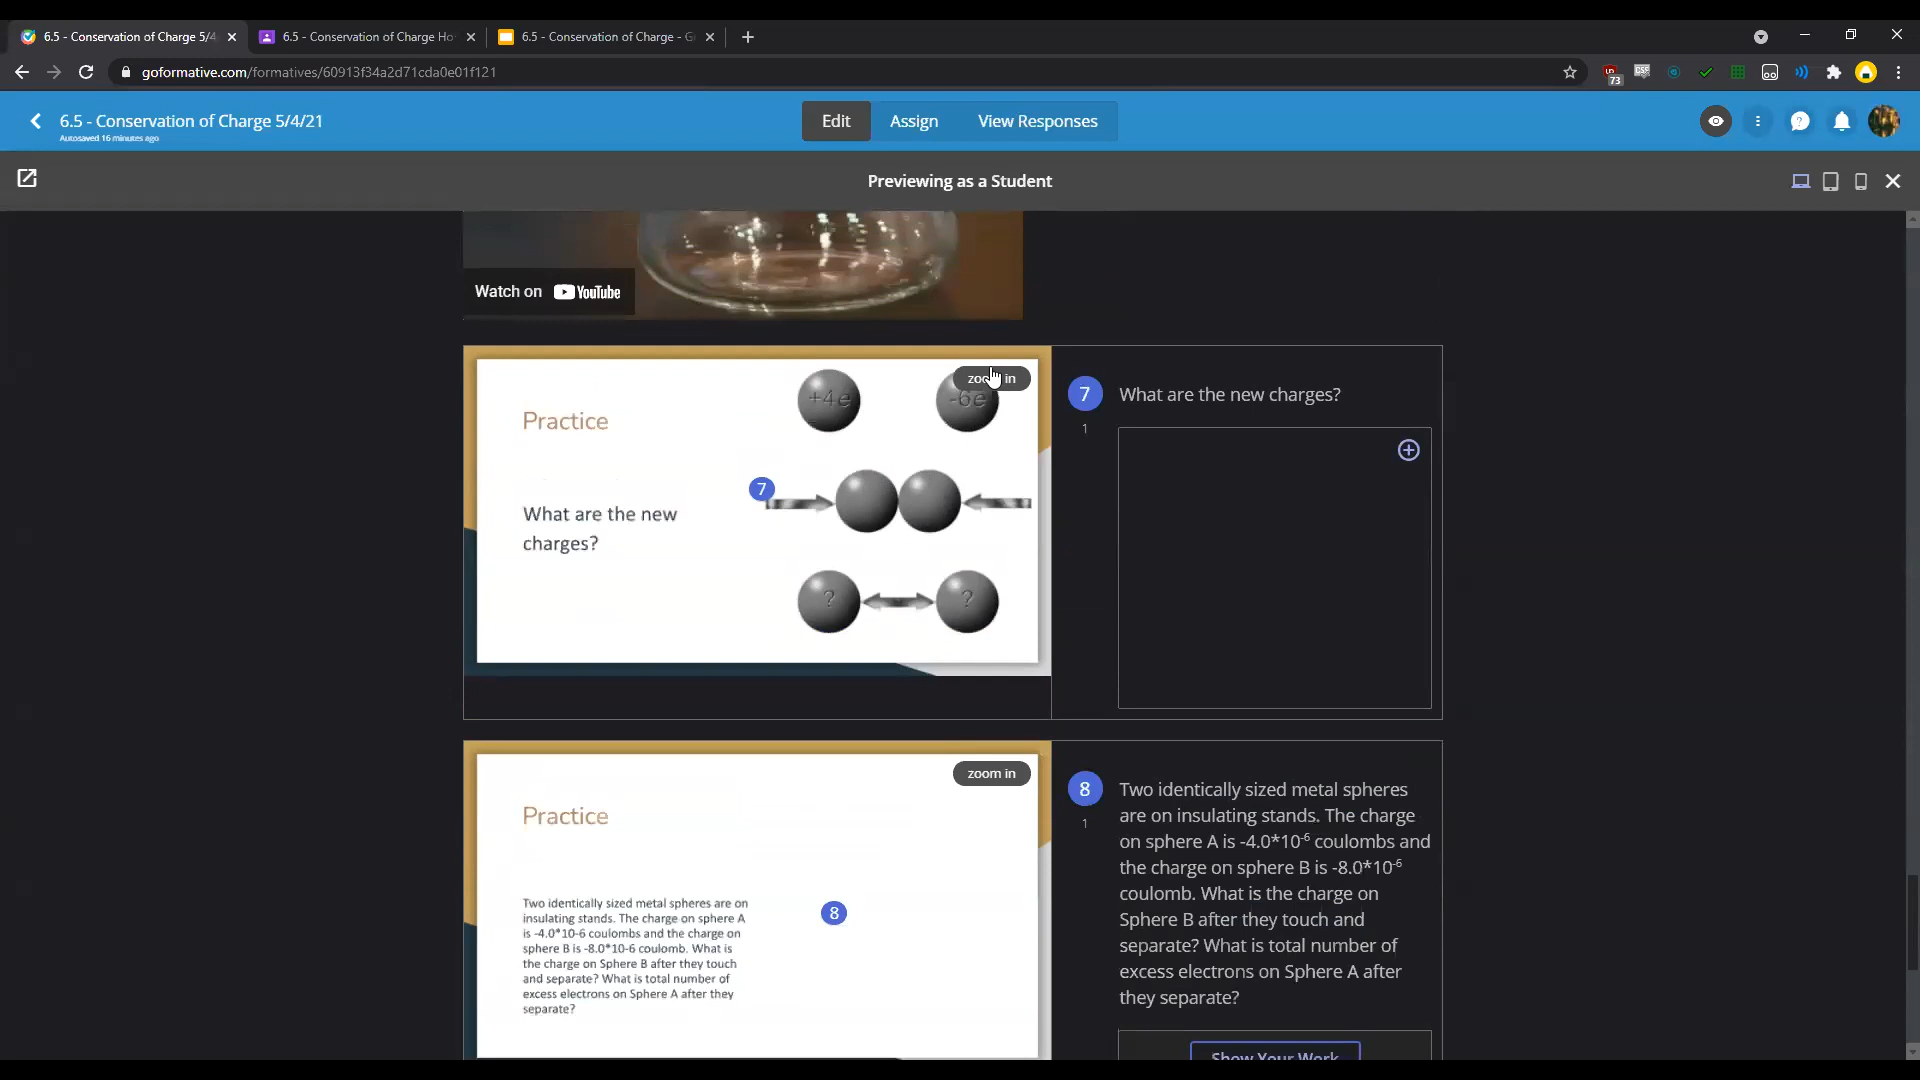 6.5 - Conservation of Charge 5/4
6.5 - Conservation of Charge Ho
6.5 - Conservation of Charge - G
goformative.com/formatives/60913f34a2d71cda0e01f121
73
6.5 - Conservation of Charge 5/4/21
Autosaved 16 minutes ago
Edit
Assign
View Responses
Previewing as a Student
Watch on YouTube
zoom in
+4e
-6e
Practice
7
What are the new
charges?
?
?
7
What are the new charges?
1
zoom in
Practice
Two identically sized metal spheres are on
insulating stands. The charge on sphere A
is -4.0*10-6 coulombs and the charge on
sphere B is -8.0*10-6 coulomb. What is
the charge on Sphere B after they touch
and separate? What is total number of
excess electrons on Sphere A after they
separate?
8
8
1
Two identically sized metal spheres
are on insulating stands. The charge
on sphere A is -4.0*10⁻⁶ coulombs and
the charge on sphere B is -8.0*10⁻⁶
coulomb. What is the charge on
Sphere B after they touch and
separate? What is total number of
excess electrons on Sphere A after
they separate?
Show Your Work